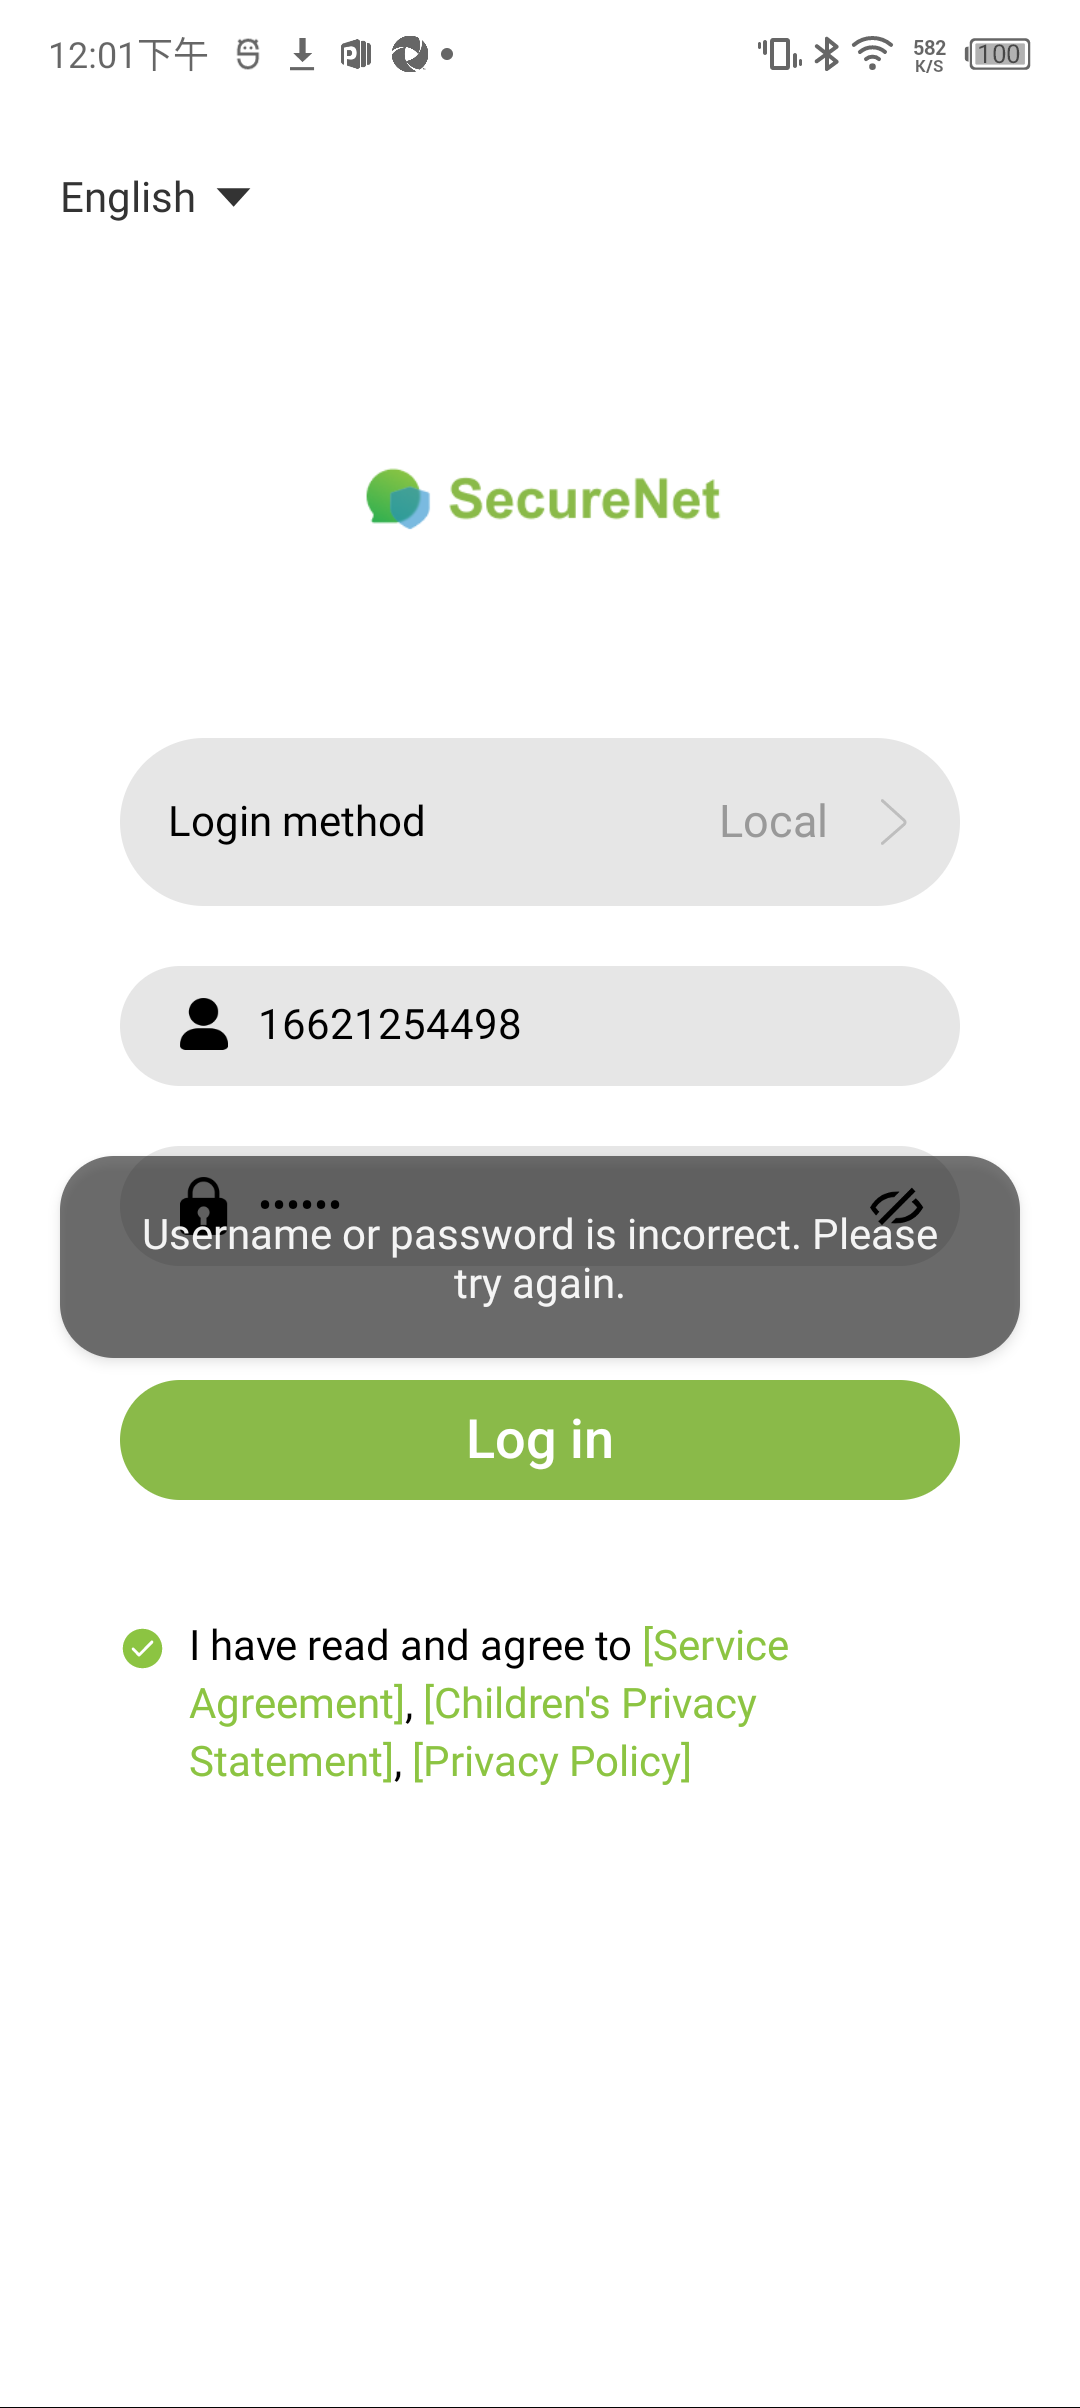 12:01下午
582
K/S
100
English
SecureNet
Login method
Local
16621254498
••••••
Username or password is incorrect. Please
try again.
Log in
I have read and agree to [Service
Agreement], [Children's Privacy
Statement], [Privacy Policy]